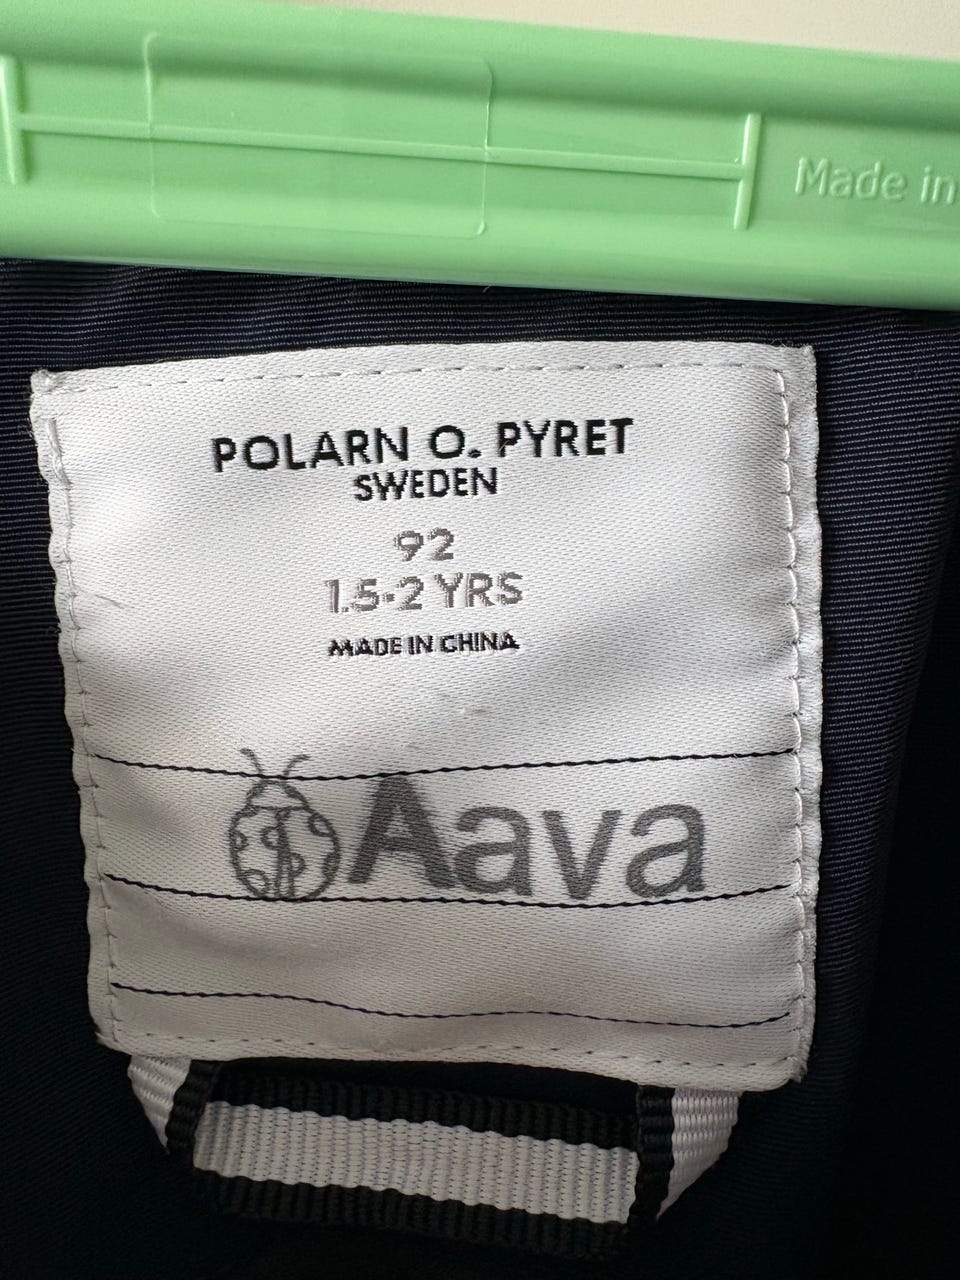 Made in
POLARN O. PYRET
SWEDEN
92
1.5-2 YRS
MADE IN CHINA
Aava